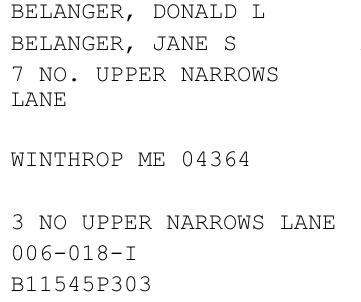 BELANGER, DONALD L
BELANGER, JANE S
7 NO. UPPER NARROWS
LANE
WINTHROP ME 04364
3 NO UPPER NARROWS LANE
006-018-I
B11545P303